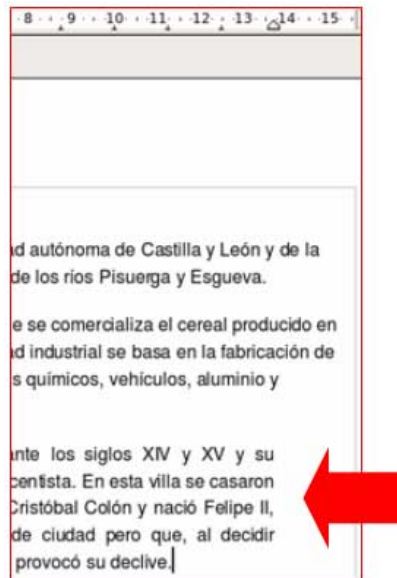 8 9 10 11 12 13 14 15
d autónoma de Castilla y León y de la
de los ríos Pisuerga y Esgueva.
e se comercializa el cereal producido en
d industrial se basa en la fabricación de
s químicos, vehículos, aluminio y
nte los siglos XIV y XV y su
centista. En esta villa se casaron
Cristóbal Colón y nació Felipe II,
de ciudad pero que, al decidir
provocó su declive.